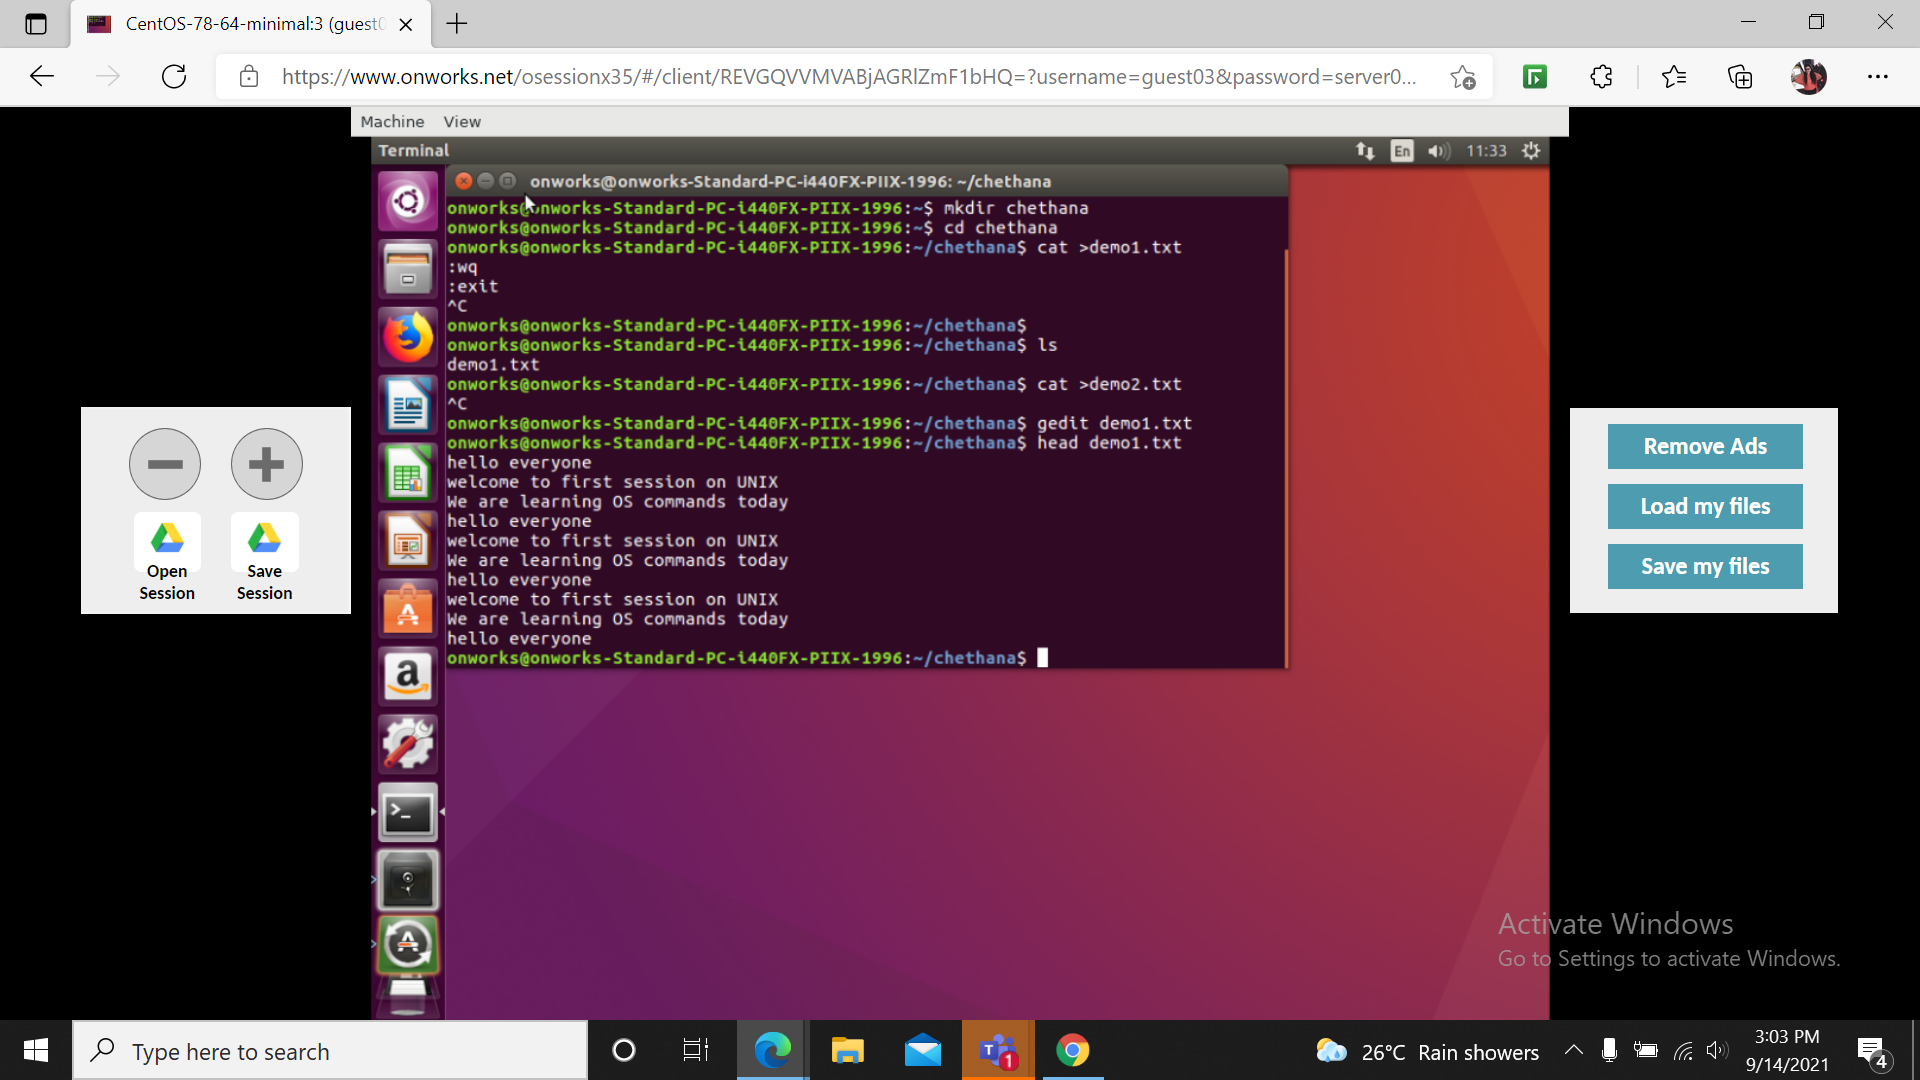 CentOS-78-64-minimal:3 (guest0
https://www.onworks.net/osessionx35/#/client/REVGQVVMVABjAGRlZmF1bHQ=?username=guest03&password=server0...
Machine View
Terminal
En
11:33
onworks@onworks-Standard-PC-i440FX-PIIX-1996: ~/chethana
onworks@onworks-Standard-PC-i440FX-PIIX-1996:~$ mkdir chethana
onworks@onworks-Standard-PC-i440FX-PIIX-1996:~$ cd chethana
onworks@onworks-Standard-PC-i440FX-PIIX-1996:~/chethana$ cat >demo1.txt
:wq
:exit
^C
onworks@onworks-Standard-PC-i440FX-PIIX-1996:~/chethana$
onworks@onworks-Standard-PC-i440FX-PIIX-1996:~/chethana$ ls
demo1.txt
onworks@onworks-Standard-PC-i440FX-PIIX-1996:~/chethana$ cat >demo2.txt
^C
onworks@onworks-Standard-PC-i440FX-PIIX-1996:~/chethana$ gedit demo1.txt
onworks@onworks-Standard-PC-i440FX-PIIX-1996:~/chethana$ head demo1.txt
hello everyone
welcome to first session on UNIX
We are learning OS commands today
hello everyone
welcome to first session on UNIX
We are learning OS commands today
hello everyone
welcome to first session on UNIX
We are learning OS commands today
hello everyone
onworks@onworks-Standard-PC-i440FX-PIIX-1996:~/chethana$
Open
Session
Save
Session
Remove Ads
Load my files
Save my files
Activate Windows
Go to Settings to activate Windows.
Type here to search
1
26°C Rain showers
3:03 PM
9/14/2021
4